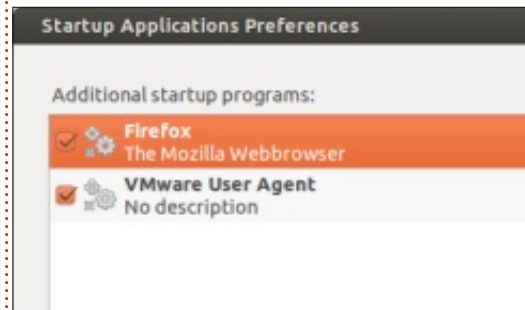 Startup Applications Preferences
Additional startup programs:
Firefox
The Mozilla Webbrowser
VMware User Agent
No description